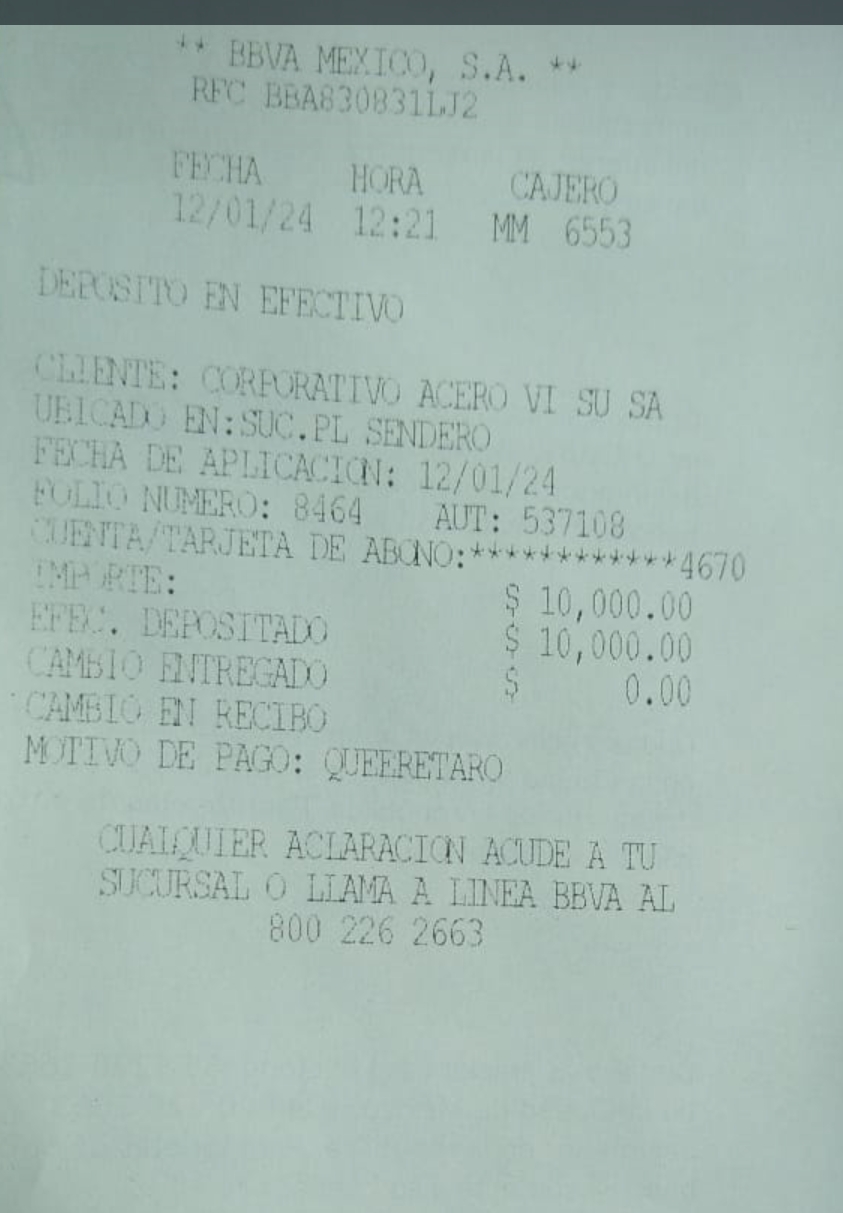 ** BBVA MEXICO, S.A. **
RFC BBA830831LJ2
FECHA HORA CAJERO
12/01/24 12:21 MM 6553
DEPOSITO EN EFECTIVO
CLIENTE: CORPORATIVO ACERO VI SU SA
UBICADO EN:SUC.PL SENDERO
FECHA DE APLICACION: 12/01/24
FOLIO NUMERO: 8464 AUT: 537108
CUENTA/TARJETA DE ABONO:************4670
IMPORTE: $ 10,000.00
EFEC. DEPOSITADO $ 10,000.00
CAMBIO ENTREGADO $ 0.00
CAMBIO EN RECIBO
MOTIVO DE PAGO: QUEERETARO
CUALQUIER ACLARACION ACUDE A TU
SUCURSAL O LLAMA A LINEA BBVA AL
800 226 2663